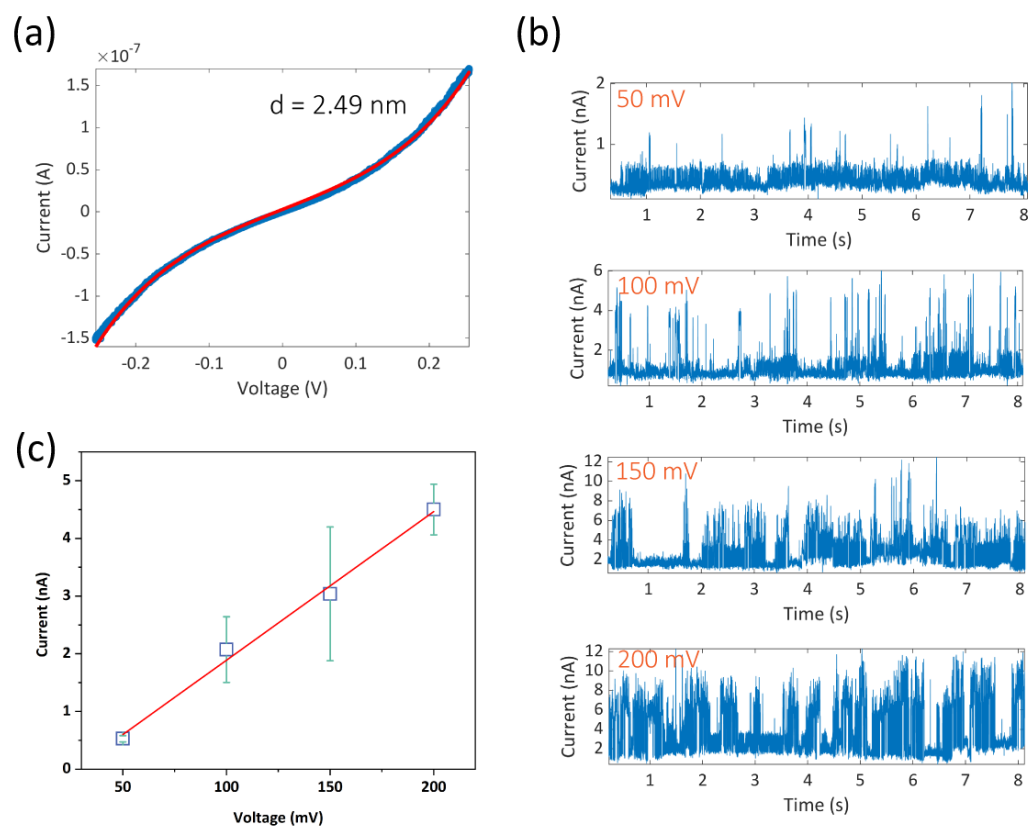 (a)
×10⁻⁷
1.5
1
0.5
0
-0.5
-1
-1.5
Current (A)
d = 2.49 nm
-0.2 -0.1 0 0.1 0.2
Voltage (V)
(b)
50 mV
2
1
Current (nA)
1 2 3 4 5 6 7 8
Time (s)
100 mV
6
4
2
Current (nA)
1 2 3 4 5 6 7 8
Time (s)
150 mV
12
10
8
6
4
2
Current (nA)
1 2 3 4 5 6 7 8
Time (s)
200 mV
12
10
8
6
4
2
Current (nA)
1 2 3 4 5 6 7 8
Time (s)
(c)
5
4
3
2
1
0
Current (nA)
50 100 150 200
Voltage (mV)